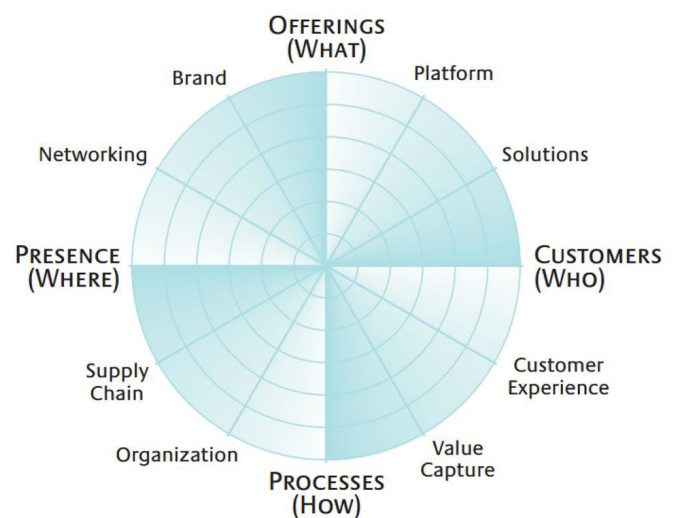 OFFERINGS
(WHAT)
Brand
Platform
Networking
Solutions
PRESENCE
(WHERE)
CUSTOMERS
(WHO)
Supply
Chain
Customer
Experience
Organization
Value
Capture
PROCESSES
(HOW)